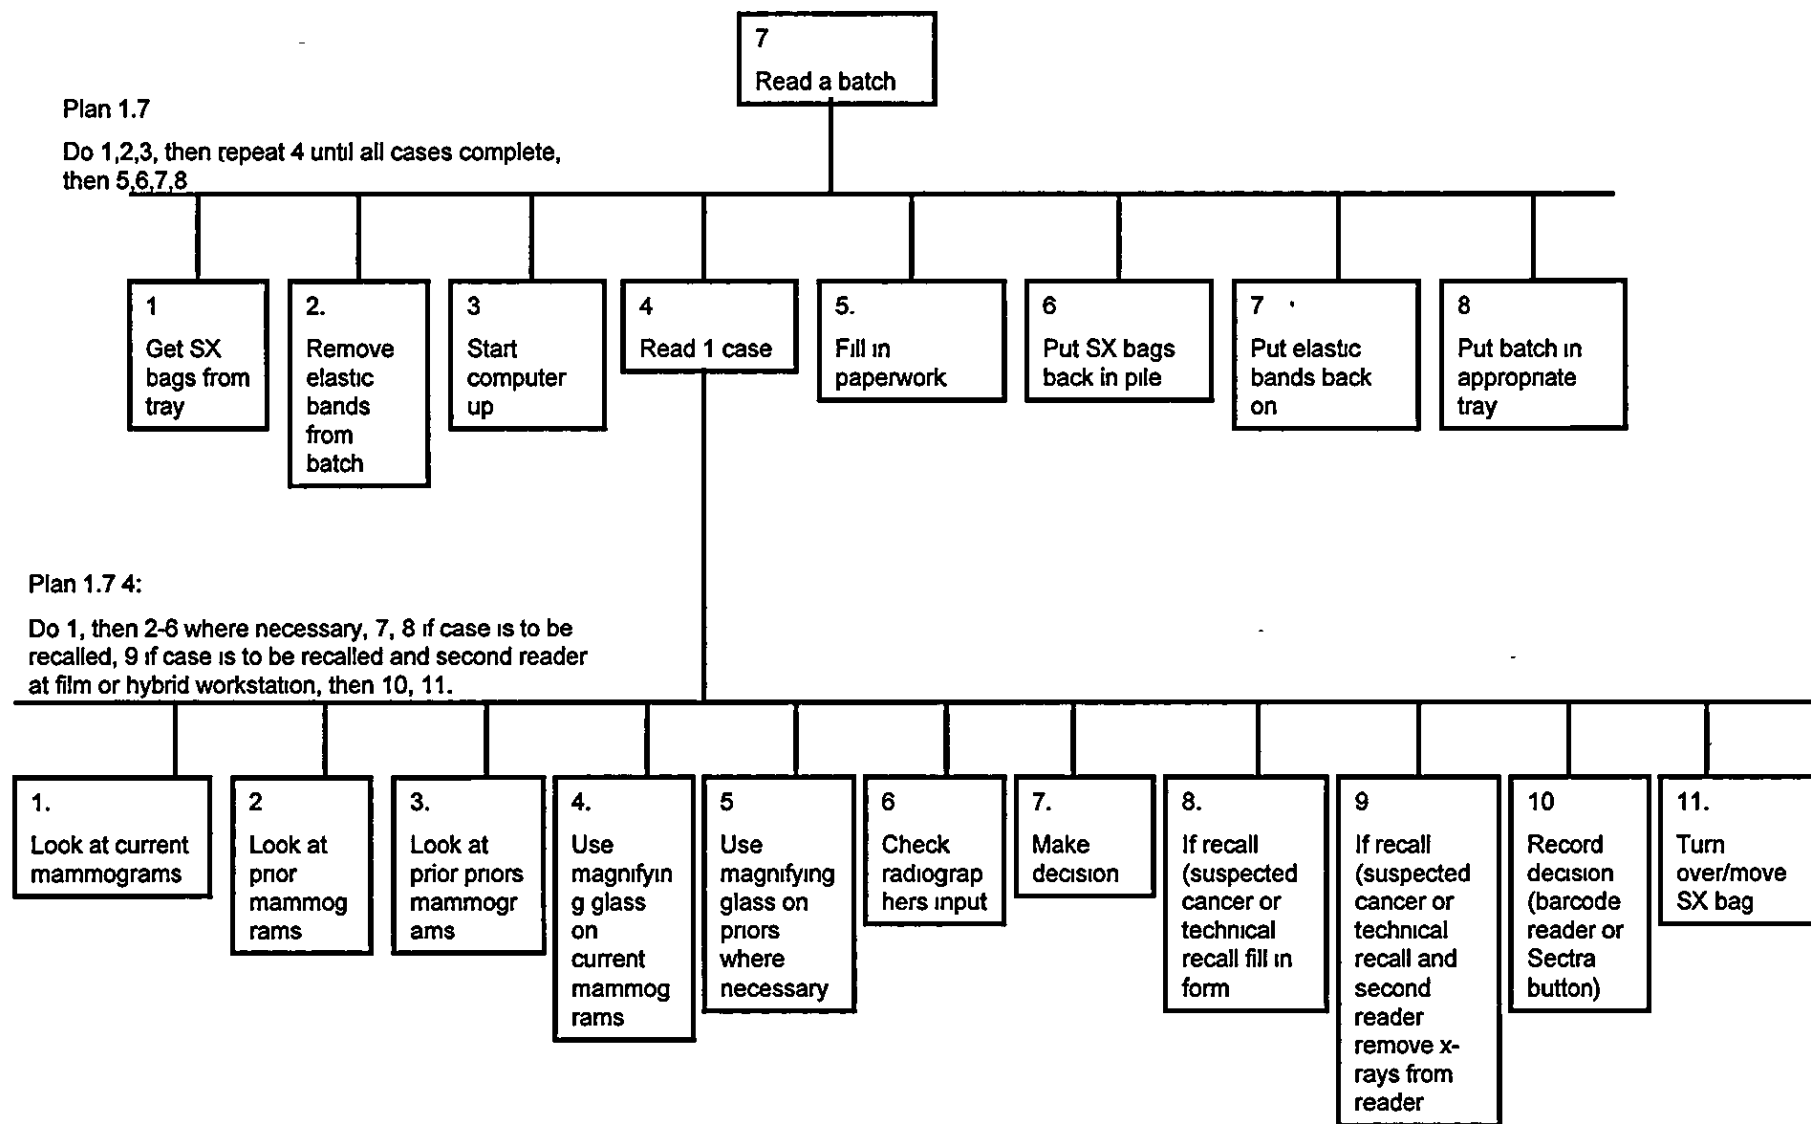 7
Read a batch
Plan 1.7
Do 1,2,3, then repeat 4 until all cases complete,
then 5,6,7,8
1
Get SX
bags from
tray
2.
Remove
elastic
bands
from
batch
3
Start
computer
up
4
Read 1 case
5.
Fill in
paperwork
6
Put SX bags
back in pile
7
Put elastic
bands back
on
8
Put batch in
appropriate
tray
Plan 1.7 4:
Do 1, then 2-6 where necessary, 7, 8 if case is to be
recalled, 9 if case is to be recalled and second reader
at film or hybrid workstation, then 10, 11.
1.
Look at current
mammograms
2
Look at
prior
mammog
rams
3.
Look at
prior priors
mammogr
ams
4.
Use
magnifyin
g glass
on
current
mammog
rams
5
Use
magnifying
glass on
priors
where
necessary
6
Check
radiograp
hers input
7.
Make
decision
8.
If recall
(suspected
cancer or
technical
recall fill in
form
9
If recall
(suspected
cancer or
technical
recall and
second
reader
remove x-
rays from
reader
10
Record
decision
(barcode
reader or
Sectra
button)
11.
Turn
over/move
SX bag